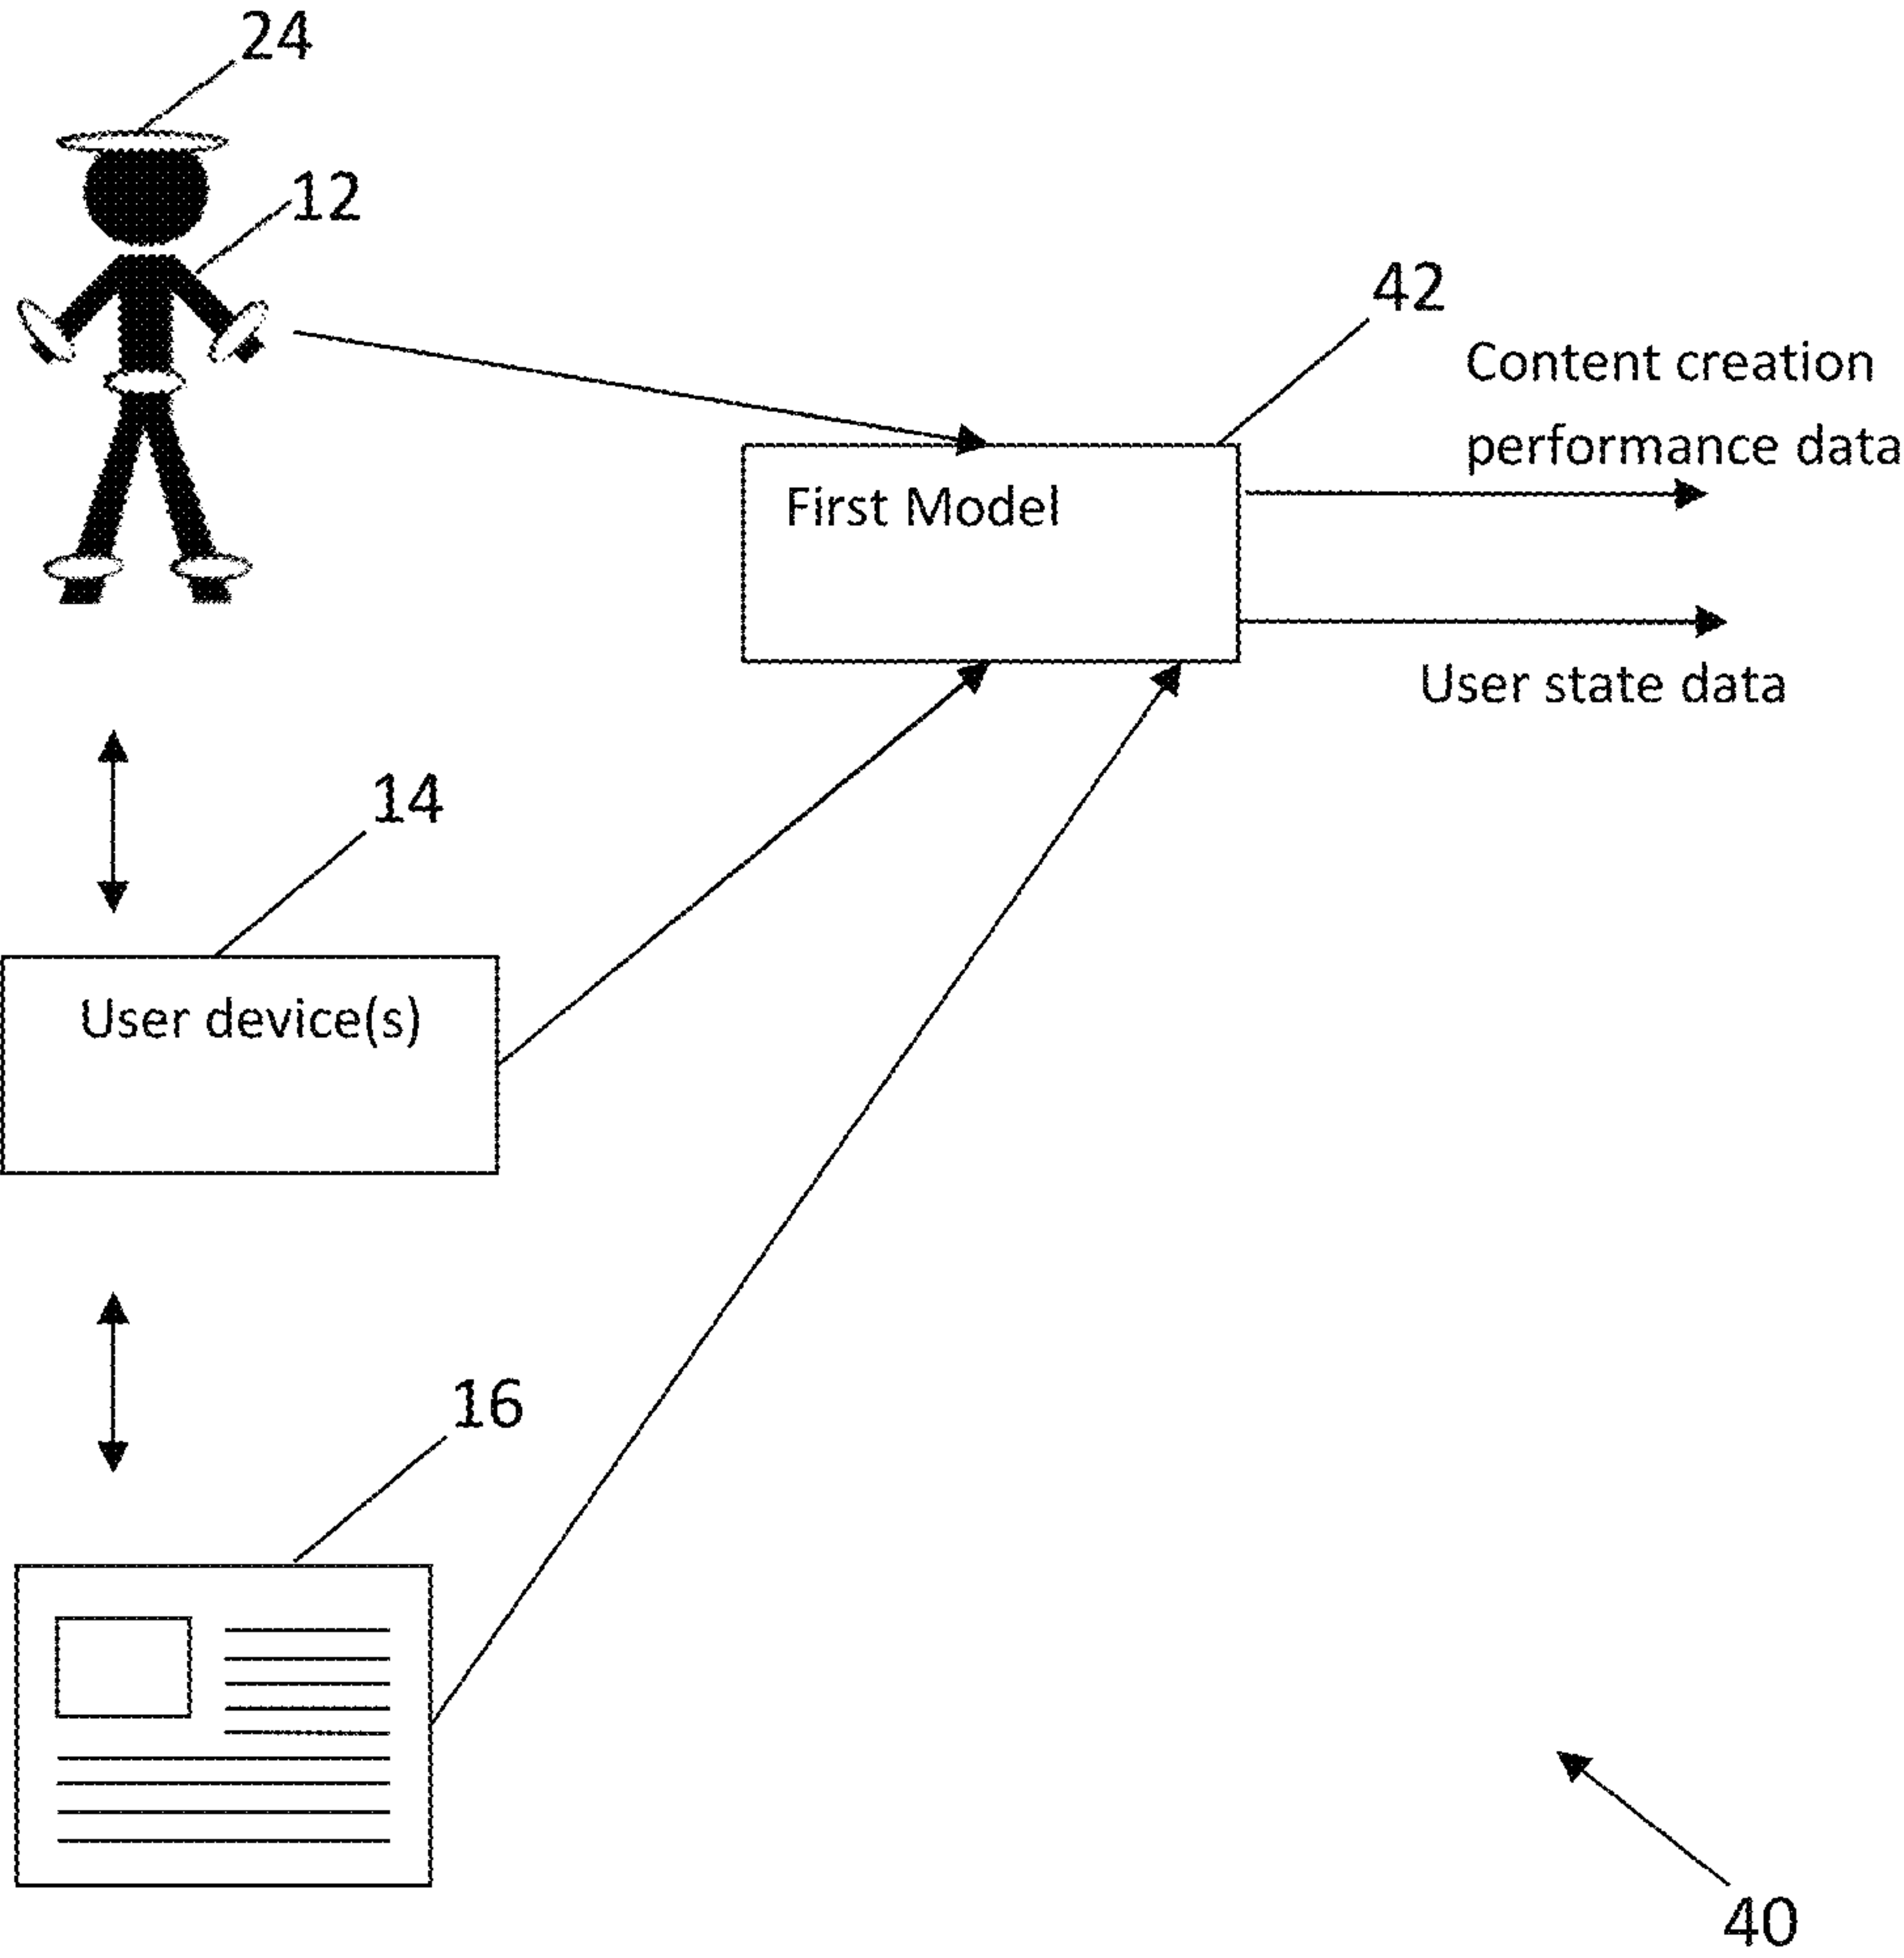 24
12
42
Content creation
performance data
First Model
User state data
14
User device(s)
16
40